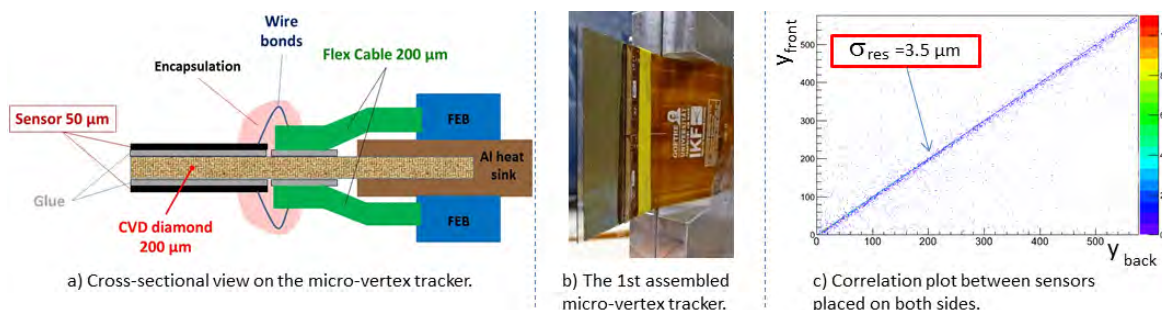 Wire
bonds
Encapsulation
Flex Cable 200 µm
Sensor 50 µm
FEB
Al heat
sink
Glue
CVD diamond
200 µm
FEB
a) Cross-sectional view on the micro-vertex tracker.
GOETHE
UNIVERSITÄT
IKF
b) The 1st assembled
micro-vertex tracker.
y front
σres =3.5 µm
500
400
300
200
100
0
0 100 200 300 400 500
y back
c) Correlation plot between sensors
placed on both sides.